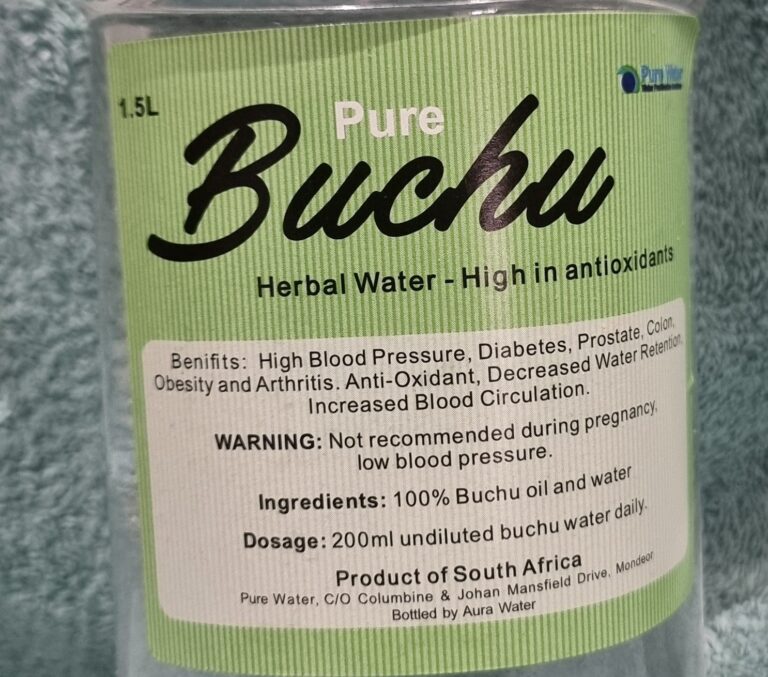 1.5L
Pure Water
Pure
Buchu
Herbal Water - High in antioxidants
Benifits: High Blood Pressure, Diabetes, Prostate, Colon,
Obesity and Arthritis. Anti-Oxidant, Decreased Water Retention,
Increased Blood Circulation.
WARNING: Not recommended during pregnancy,
low blood pressure.
Ingredients: 100% Buchu oil and water
Dosage: 200ml undiluted buchu water daily.
Product of South Africa
Pure Water, C/O Columbine & Johan Mansfield Drive, Mondeor
Bottled by Aura Water